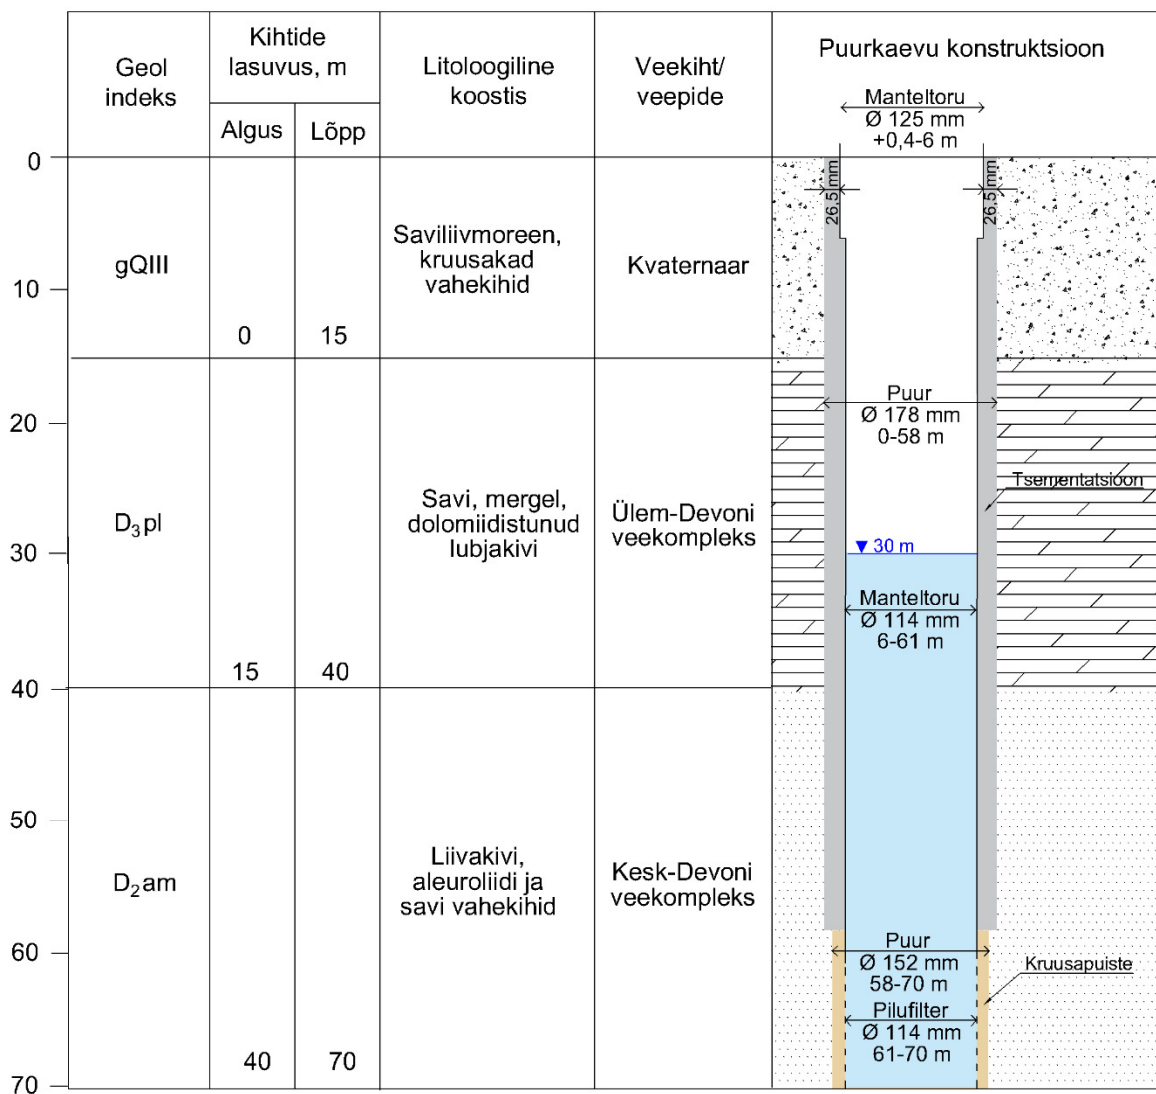 Geol
indeks
Kihtide
lasuvus, m
Algus
Lõpp
Litoloogiline
koostis
Veekiht/
veepide
Puurkaevu konstruktsioon
Manteltoru
Ø 125 mm
+0,4-6 m
0
26,5 mm
26,5 mm
gQIII
0
15
Saviliivmoreen,
kruusakad
vahekihid
Kvaternaar
10
20
Puur
Ø 178 mm
0-58 m
Tsementatsioon
D3pl
15
40
Savi, mergel,
dolomiidistunud
lubjakivi
Ülem-Devoni
veekompleks
30
▼ 30 m
Manteltoru
Ø 114 mm
6-61 m
40
50
D2am
40
70
Liivakivi,
aleuroliidi ja
savi vahekihid
Kesk-Devoni
veekompleks
60
Puur
Ø 152 mm
58-70 m
Kruusapuiste
Pilufilter
Ø 114 mm
61-70 m
70